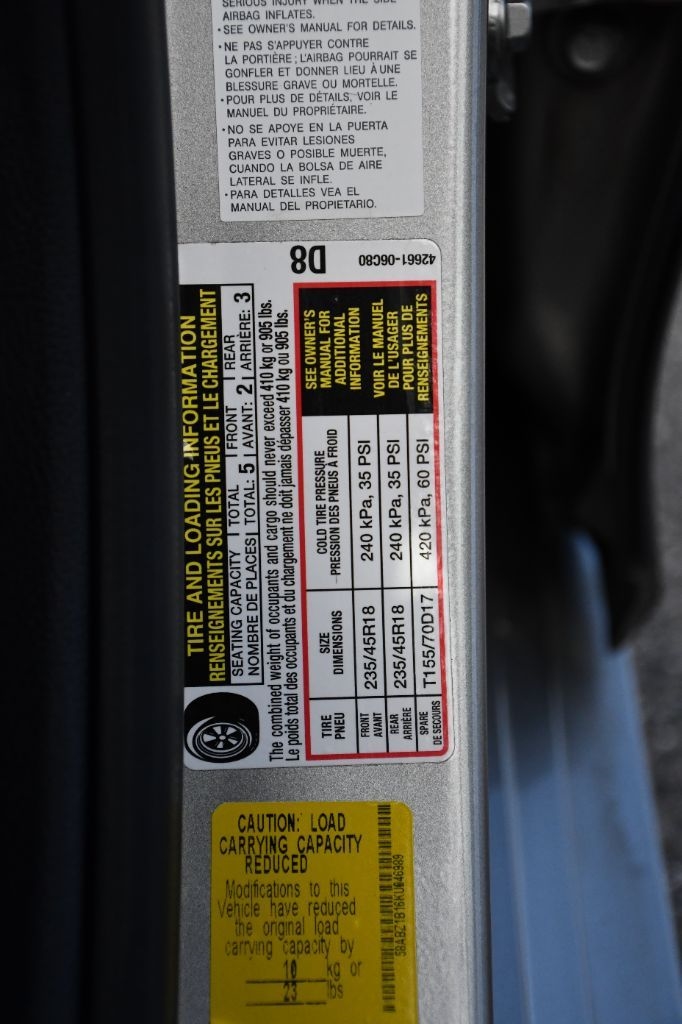 SERIOUS INJURY WHEN THE SIDE
AIRBAG INFLATES.
• SEE OWNER'S MANUAL FOR DETAILS.
• NE PAS S'APPUYER CONTRE
LA PORTIÈRE; L'AIRBAG POURRAIT SE
GONFLER ET DONNER LIEU À UNE
BLESSURE GRAVE OU MORTELLE.
• POUR PLUS DE DÉTAILS, VOIR LE
MANUEL DU PROPRIÉTAIRE.
• NO SE APOYE EN LA PUERTA
PARA EVITAR LESIONES
GRAVES O POSIBLE MUERTE,
CUANDO LA BOLSA DE AIRE
LATERAL SE INFLE.
• PARA DETALLES VEA EL
MANUAL DEL PROPIETARIO.
D8
42661-06C80
TIRE AND LOADING INFORMATION
RENSEIGNEMENTS SUR LES PNEUS ET LE CHARGEMENT
SEATING CAPACITY | TOTAL | FRONT | REAR
NOMBRE DE PLACES | TOTAL: 5 | AVANT: 2 | ARRIÈRE: 3
The combined weight of occupants and cargo should never exceed 410 kg or 905 lbs.
Le poids total des occupants et du chargement ne doit jamais dépasser 410 kg ou 905 lbs.
TIRE
PNEU
SIZE
DIMENSIONS
COLD TIRE PRESSURE
PRESSION DES PNEUS À FROID
FRONT
AVANT
235/45R18
240 kPa, 35 PSI
REAR
ARRIÈRE
235/45R18
240 kPa, 35 PSI
SPARE
DE SECOURS
T155/70D17
420 kPa, 60 PSI
SEE OWNER'S
MANUAL FOR
ADDITIONAL
INFORMATION
VOIR LE MANUEL
DE L'USAGER
POUR PLUS DE
RENSEIGNEMENTS
CAUTION: LOAD
CARRYING CAPACITY
REDUCED
Modifications to this
Vehicle have reduced
the original load
carrying capacity by
10 kg or
23 lbs
58ABZ1B16KU046989